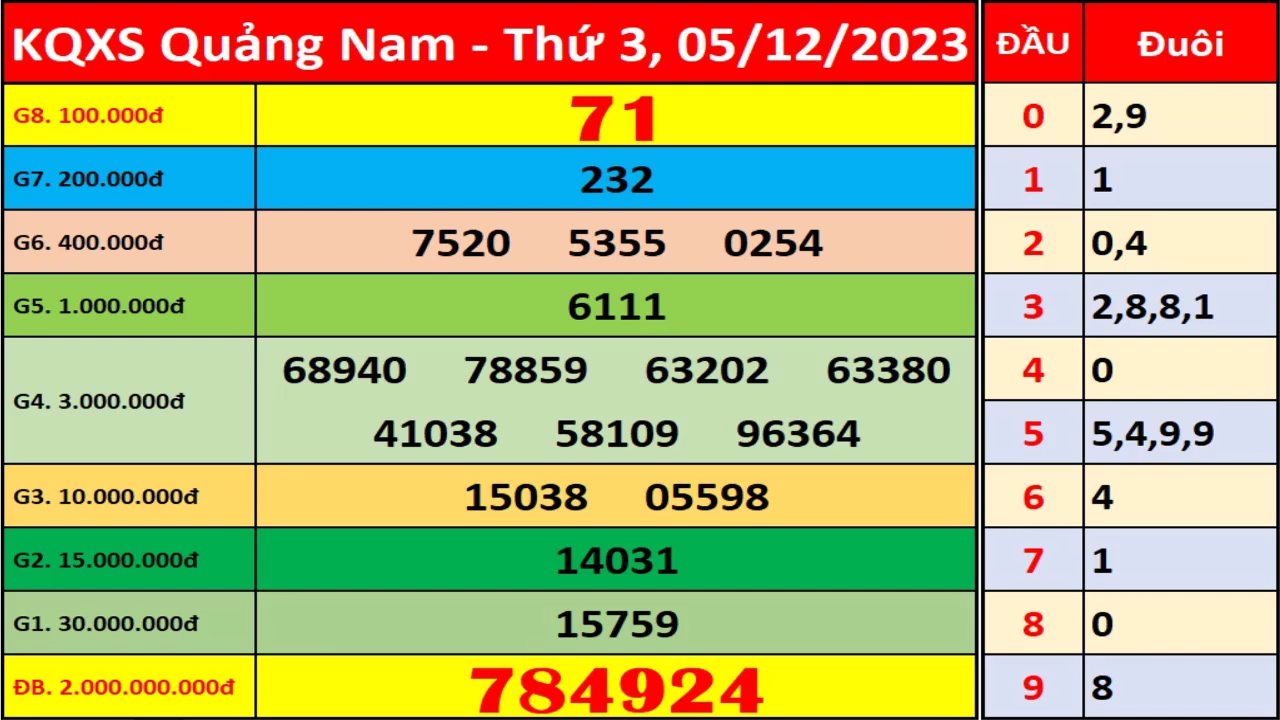 KQXS Quảng Nam - Thứ 3, 05/12/2023
G8. 100.000đ 71
G7. 200.000đ 232
G6. 400.000đ 7520 5355 0254
G5. 1.000.000đ 6111
G4. 3.000.000đ 68940 78859 63202 63380
41038 58109 96364
G3. 10.000.000đ 15038 05598
G2. 15.000.000đ 14031
G1. 30.000.000đ 15759
ĐB. 2.000.000.000đ 784924
ĐẦU Đuôi
0 2,9
1 1
2 0,4
3 2,8,8,1
4 0
5 5,4,9,9
6 4
7 1
8 0
9 8